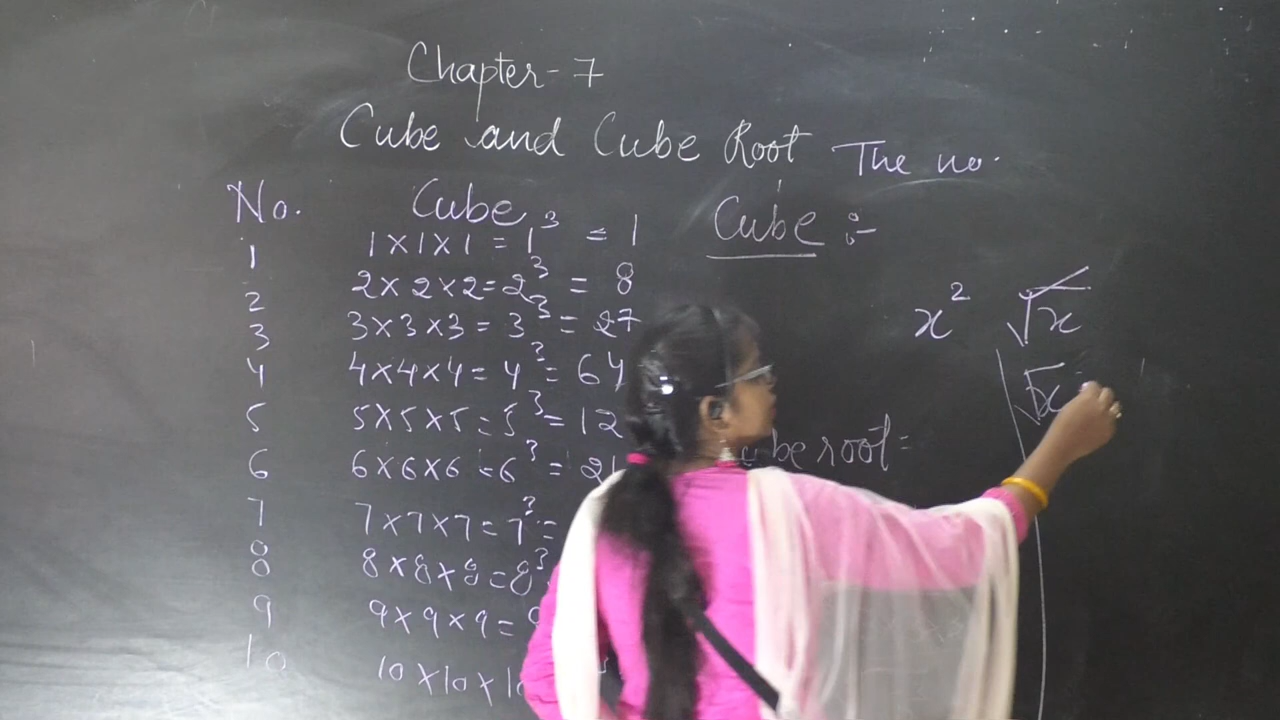 Chapter-7
Cube and Cube Root The no.
No. Cube Cube :-
1 1×1×1 = 1³ = 1
2 2×2×2 = 2³ = 8
3 3×3×3 = 3³ = 27
x² √x
4 4×4×4 = 4³ = 64
√x
5 5×5×5 = 5³ = 12
6 6×6×6 = 6³ = 2
ube root =
7 7×7×7 = 7³ =
8 8×8×8 = 8³
9 9×9×9 =
10 10×10×1